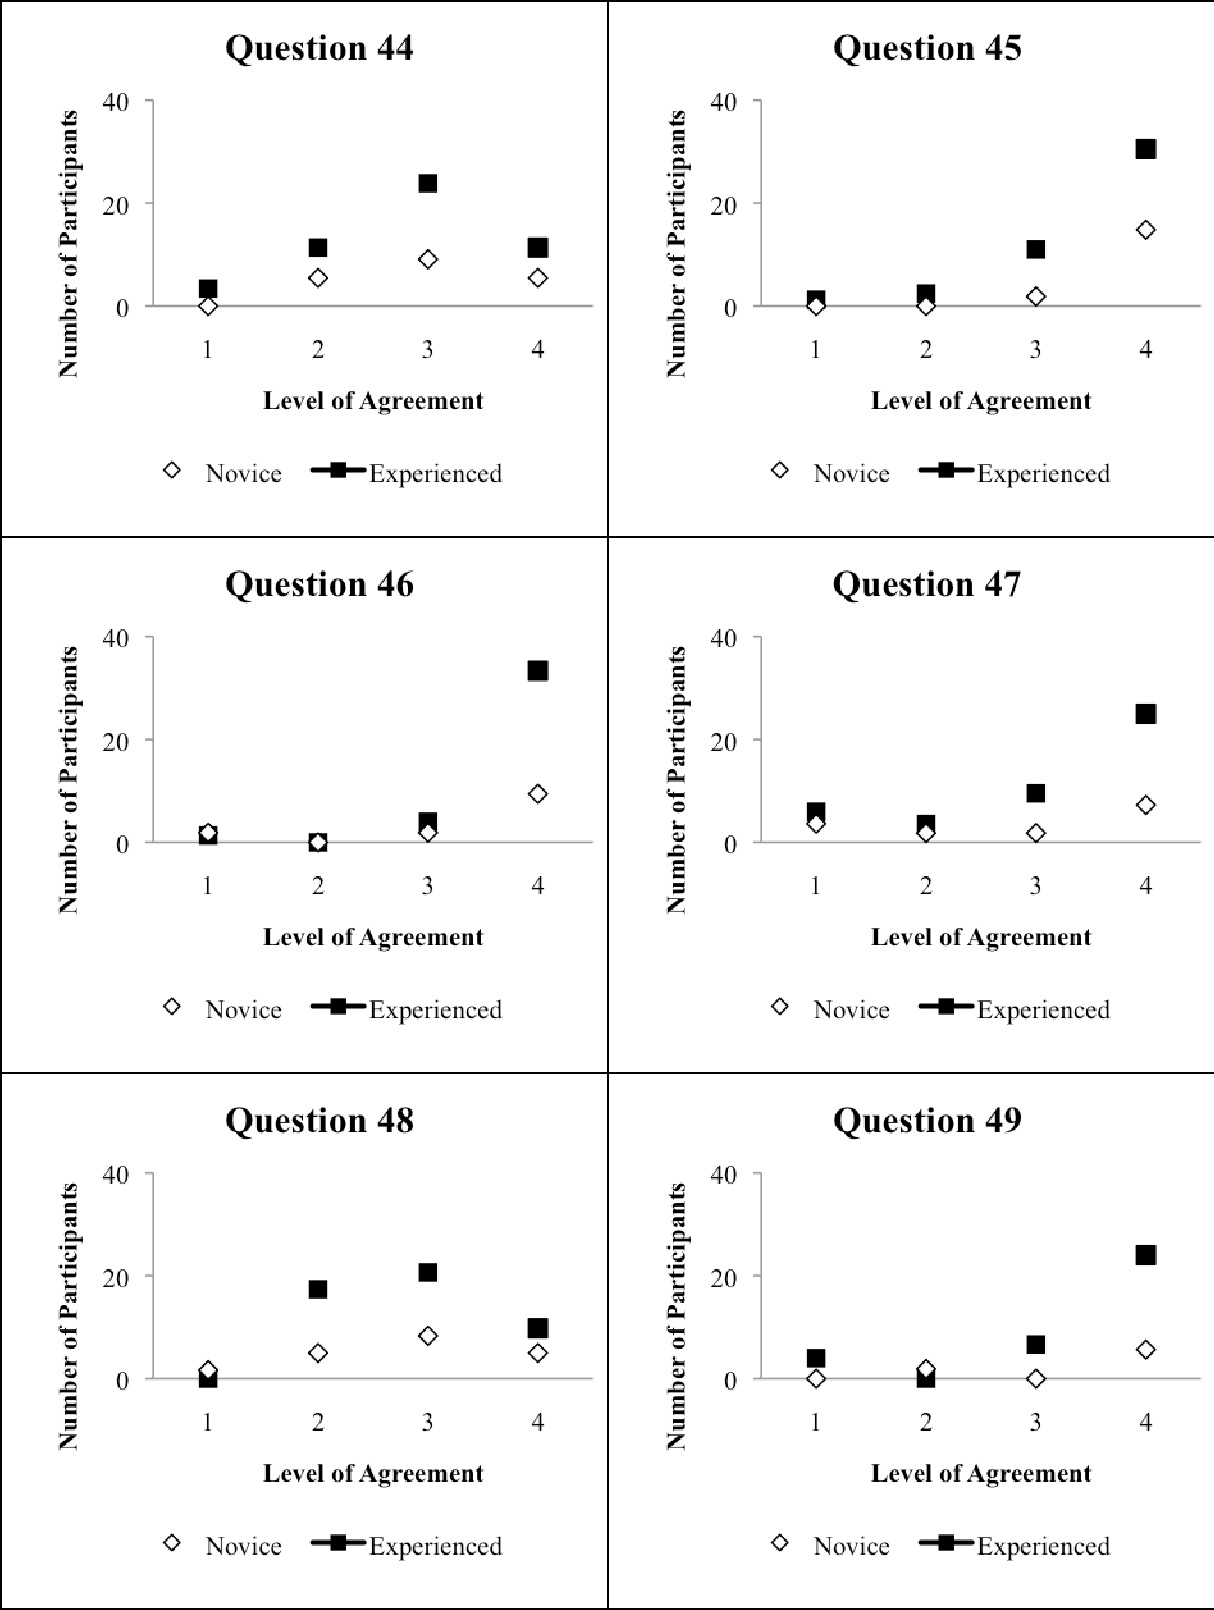 Question 44
40
20
0
Number of Participants
1 2 3 4
Level of Agreement
Novice Experienced
Question 45
40
20
0
Number of Participants
1 2 3 4
Level of Agreement
Novice Experienced
Question 46
40
20
0
Number of Participants
1 2 3 4
Level of Agreement
Novice Experienced
Question 47
40
20
0
Number of Participants
1 2 3 4
Level of Agreement
Novice Experienced
Question 48
40
20
0
Number of Participants
1 2 3 4
Level of Agreement
Novice Experienced
Question 49
40
20
0
Number of Participants
1 2 3 4
Level of Agreement
Novice Experienced